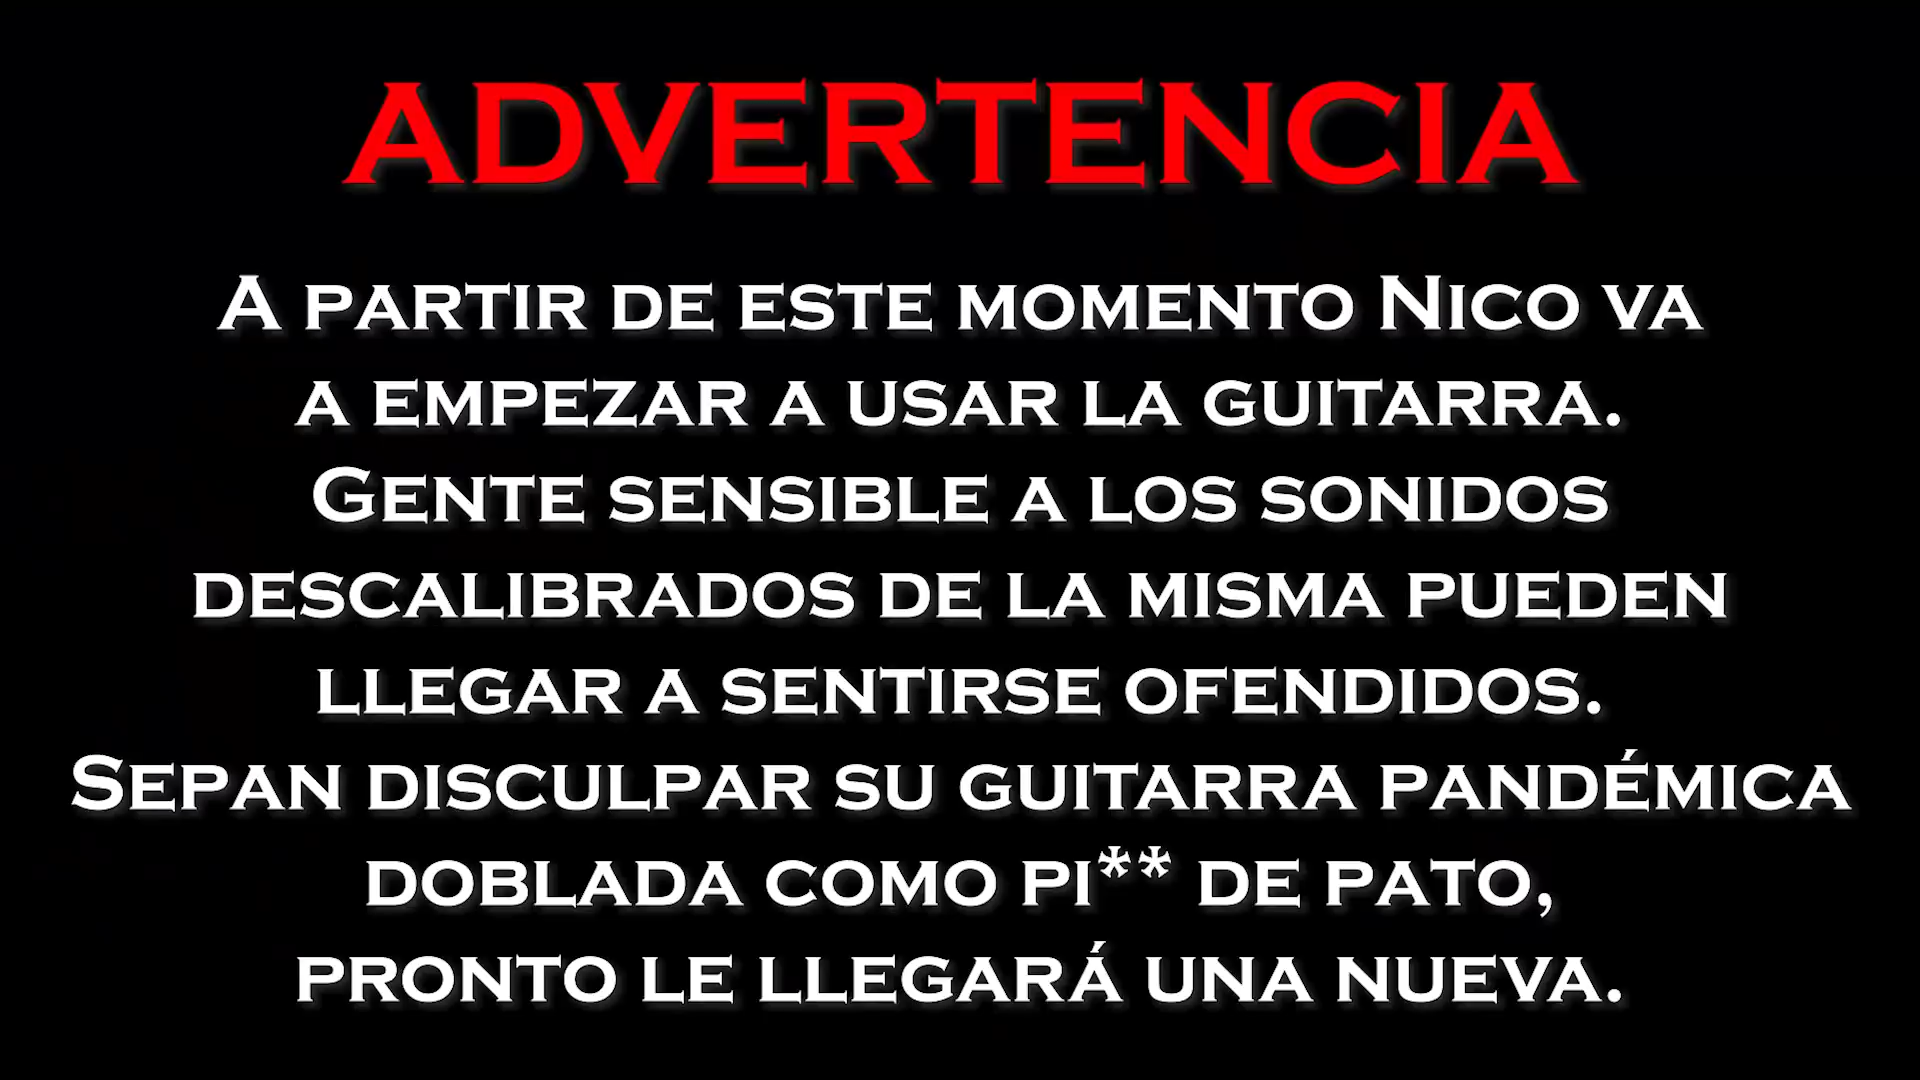 ADVERTENCIA
A PARTIR DE ESTE MOMENTO NICO VA
A EMPEZAR A USAR LA GUITARRA.
GENTE SENSIBLE A LOS SONIDOS
DESCALIBRADOS DE LA MISMA PUEDEN
LLEGAR A SENTIRSE OFENDIDOS.
SEPAN DISCULPAR SU GUITARRA PANDÉMICA
DOBLADA COMO PI** DE PATO,
PRONTO LE LLEGARÁ UNA NUEVA.